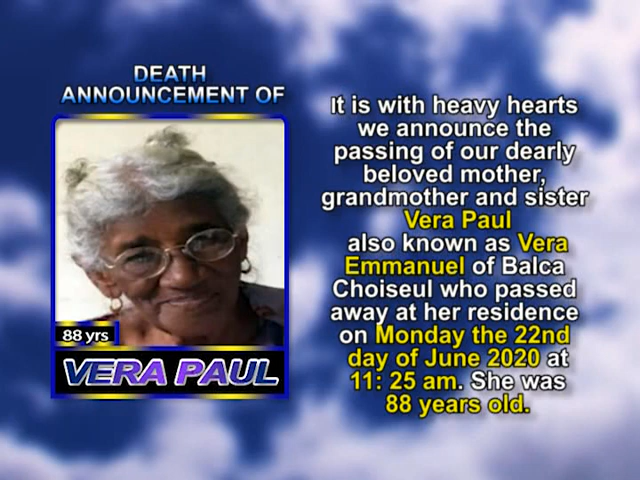 DEATH
ANNOUNCEMENT OF
88 yrs
VERA PAUL
It is with heavy hearts
we announce the
passing of our dearly
beloved mother,
grandmother and sister
Vera Paul
also known as Vera
Emmanuel of Balca
Choiseul who passed
away at her residence
on Monday the 22nd
day of June 2020 at
11: 25 am. She was
88 years old.